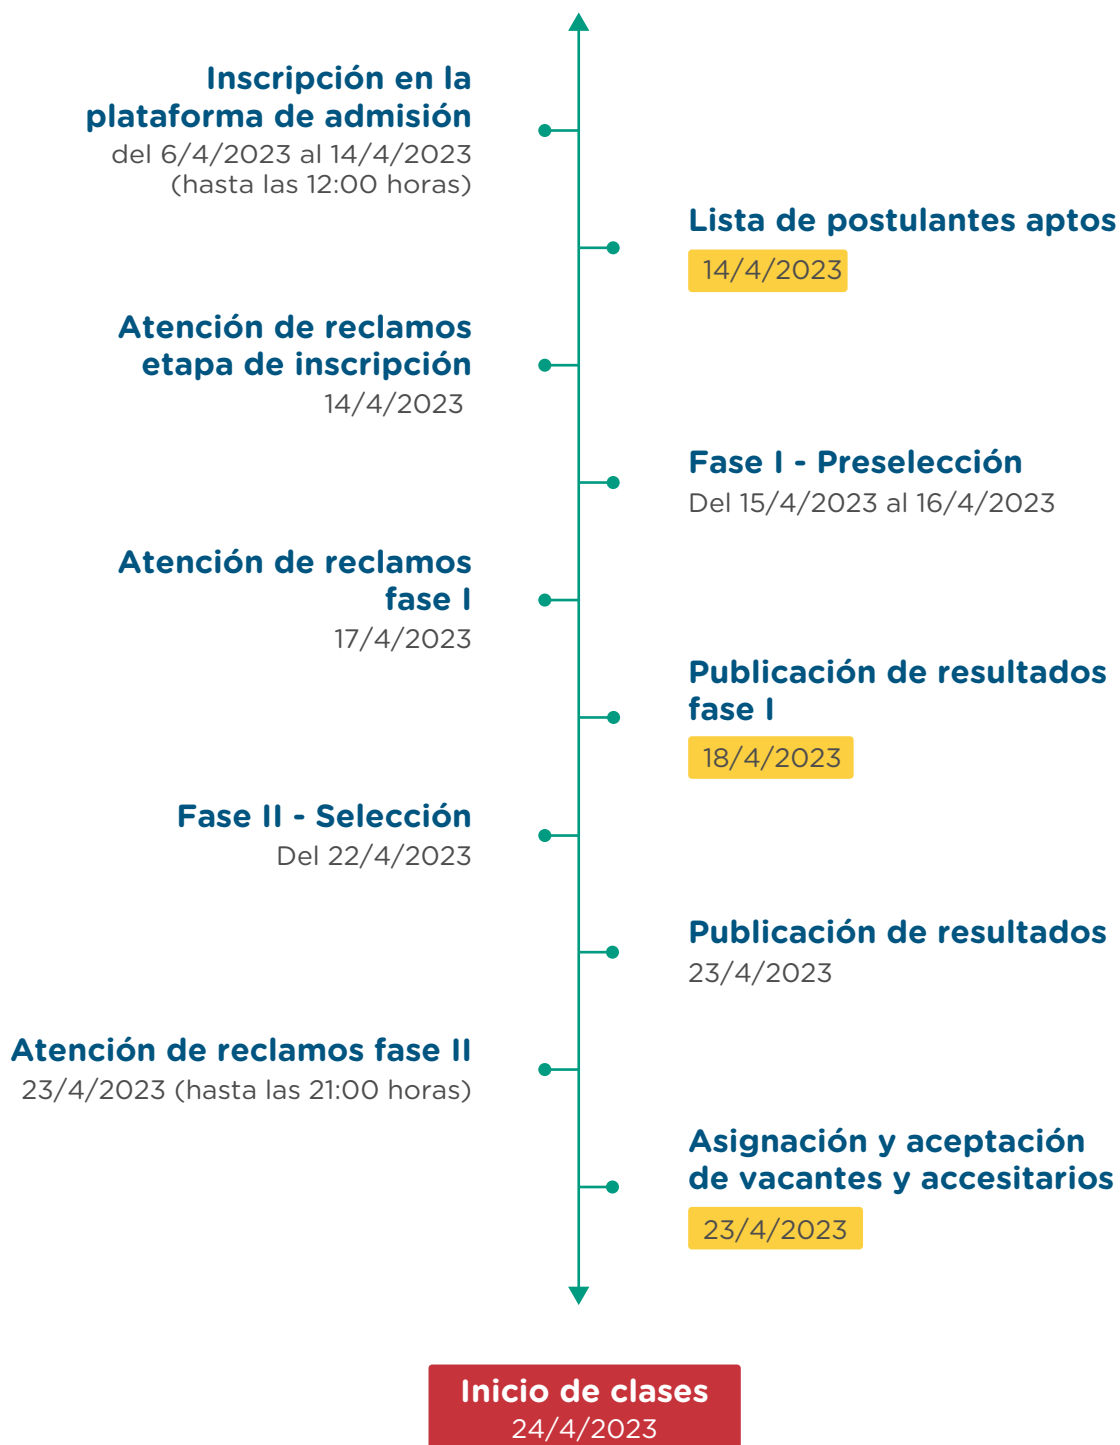 Inscripción en la
plataforma de admisión
del 6/4/2023 al 14/4/2023
(hasta las 12:00 horas)
Lista de postulantes aptos
14/4/2023
Atención de reclamos
etapa de inscripción
14/4/2023
Fase I - Preselección
Del 15/4/2023 al 16/4/2023
Atención de reclamos
fase I
17/4/2023
Publicación de resultados
fase I
18/4/2023
Fase II - Selección
Del 22/4/2023
Publicación de resultados
23/4/2023
Atención de reclamos fase II
23/4/2023 (hasta las 21:00 horas)
Asignación y aceptación
de vacantes y accesitarios
23/4/2023
Inicio de clases
24/4/2023